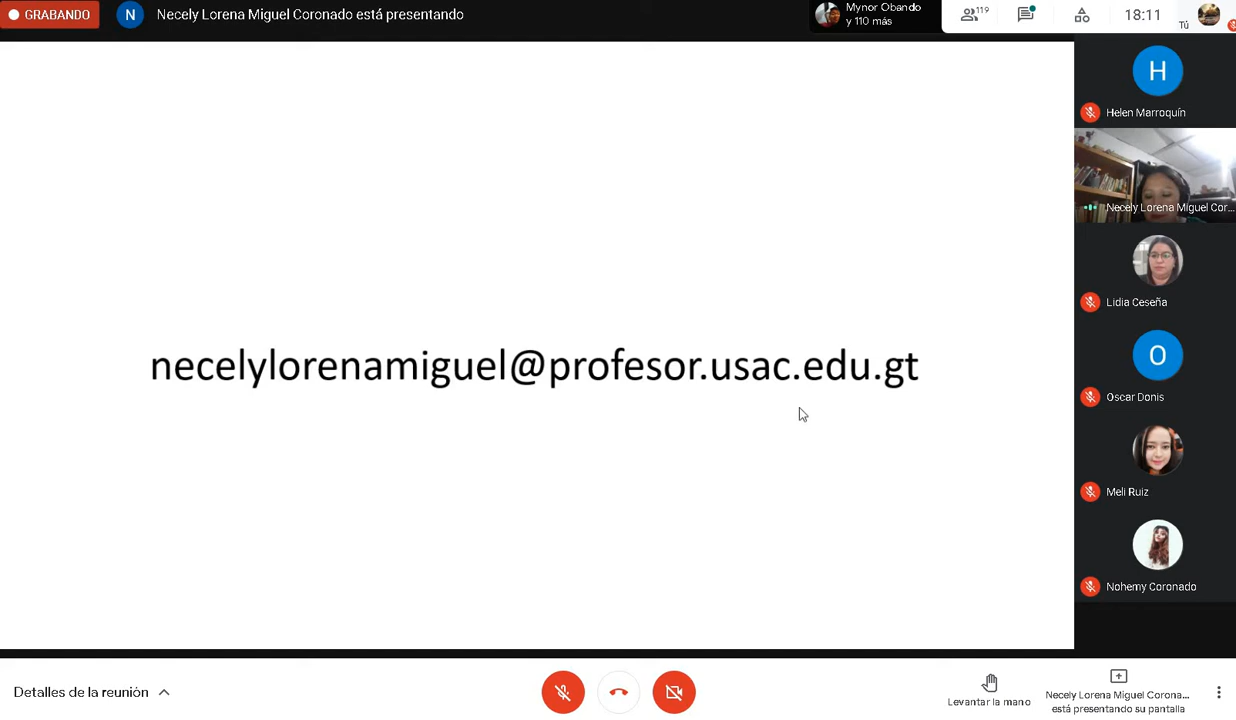 GRABANDO
N
Necely Lorena Miguel Coronado está presentando
Mynor Obando
y 110 más
119
18:11
Tú
H
Helen Marroquín
Necely Lorena Miguel Cor...
Lidia Ceseña
O
Oscar Donis
Meli Ruiz
Nohemy Coronado
necelylorenamiguel@profesor.usac.edu.gt
Detalles de la reunión
Levantar la mano
Necely Lorena Miguel Corona...
está presentando su pantalla